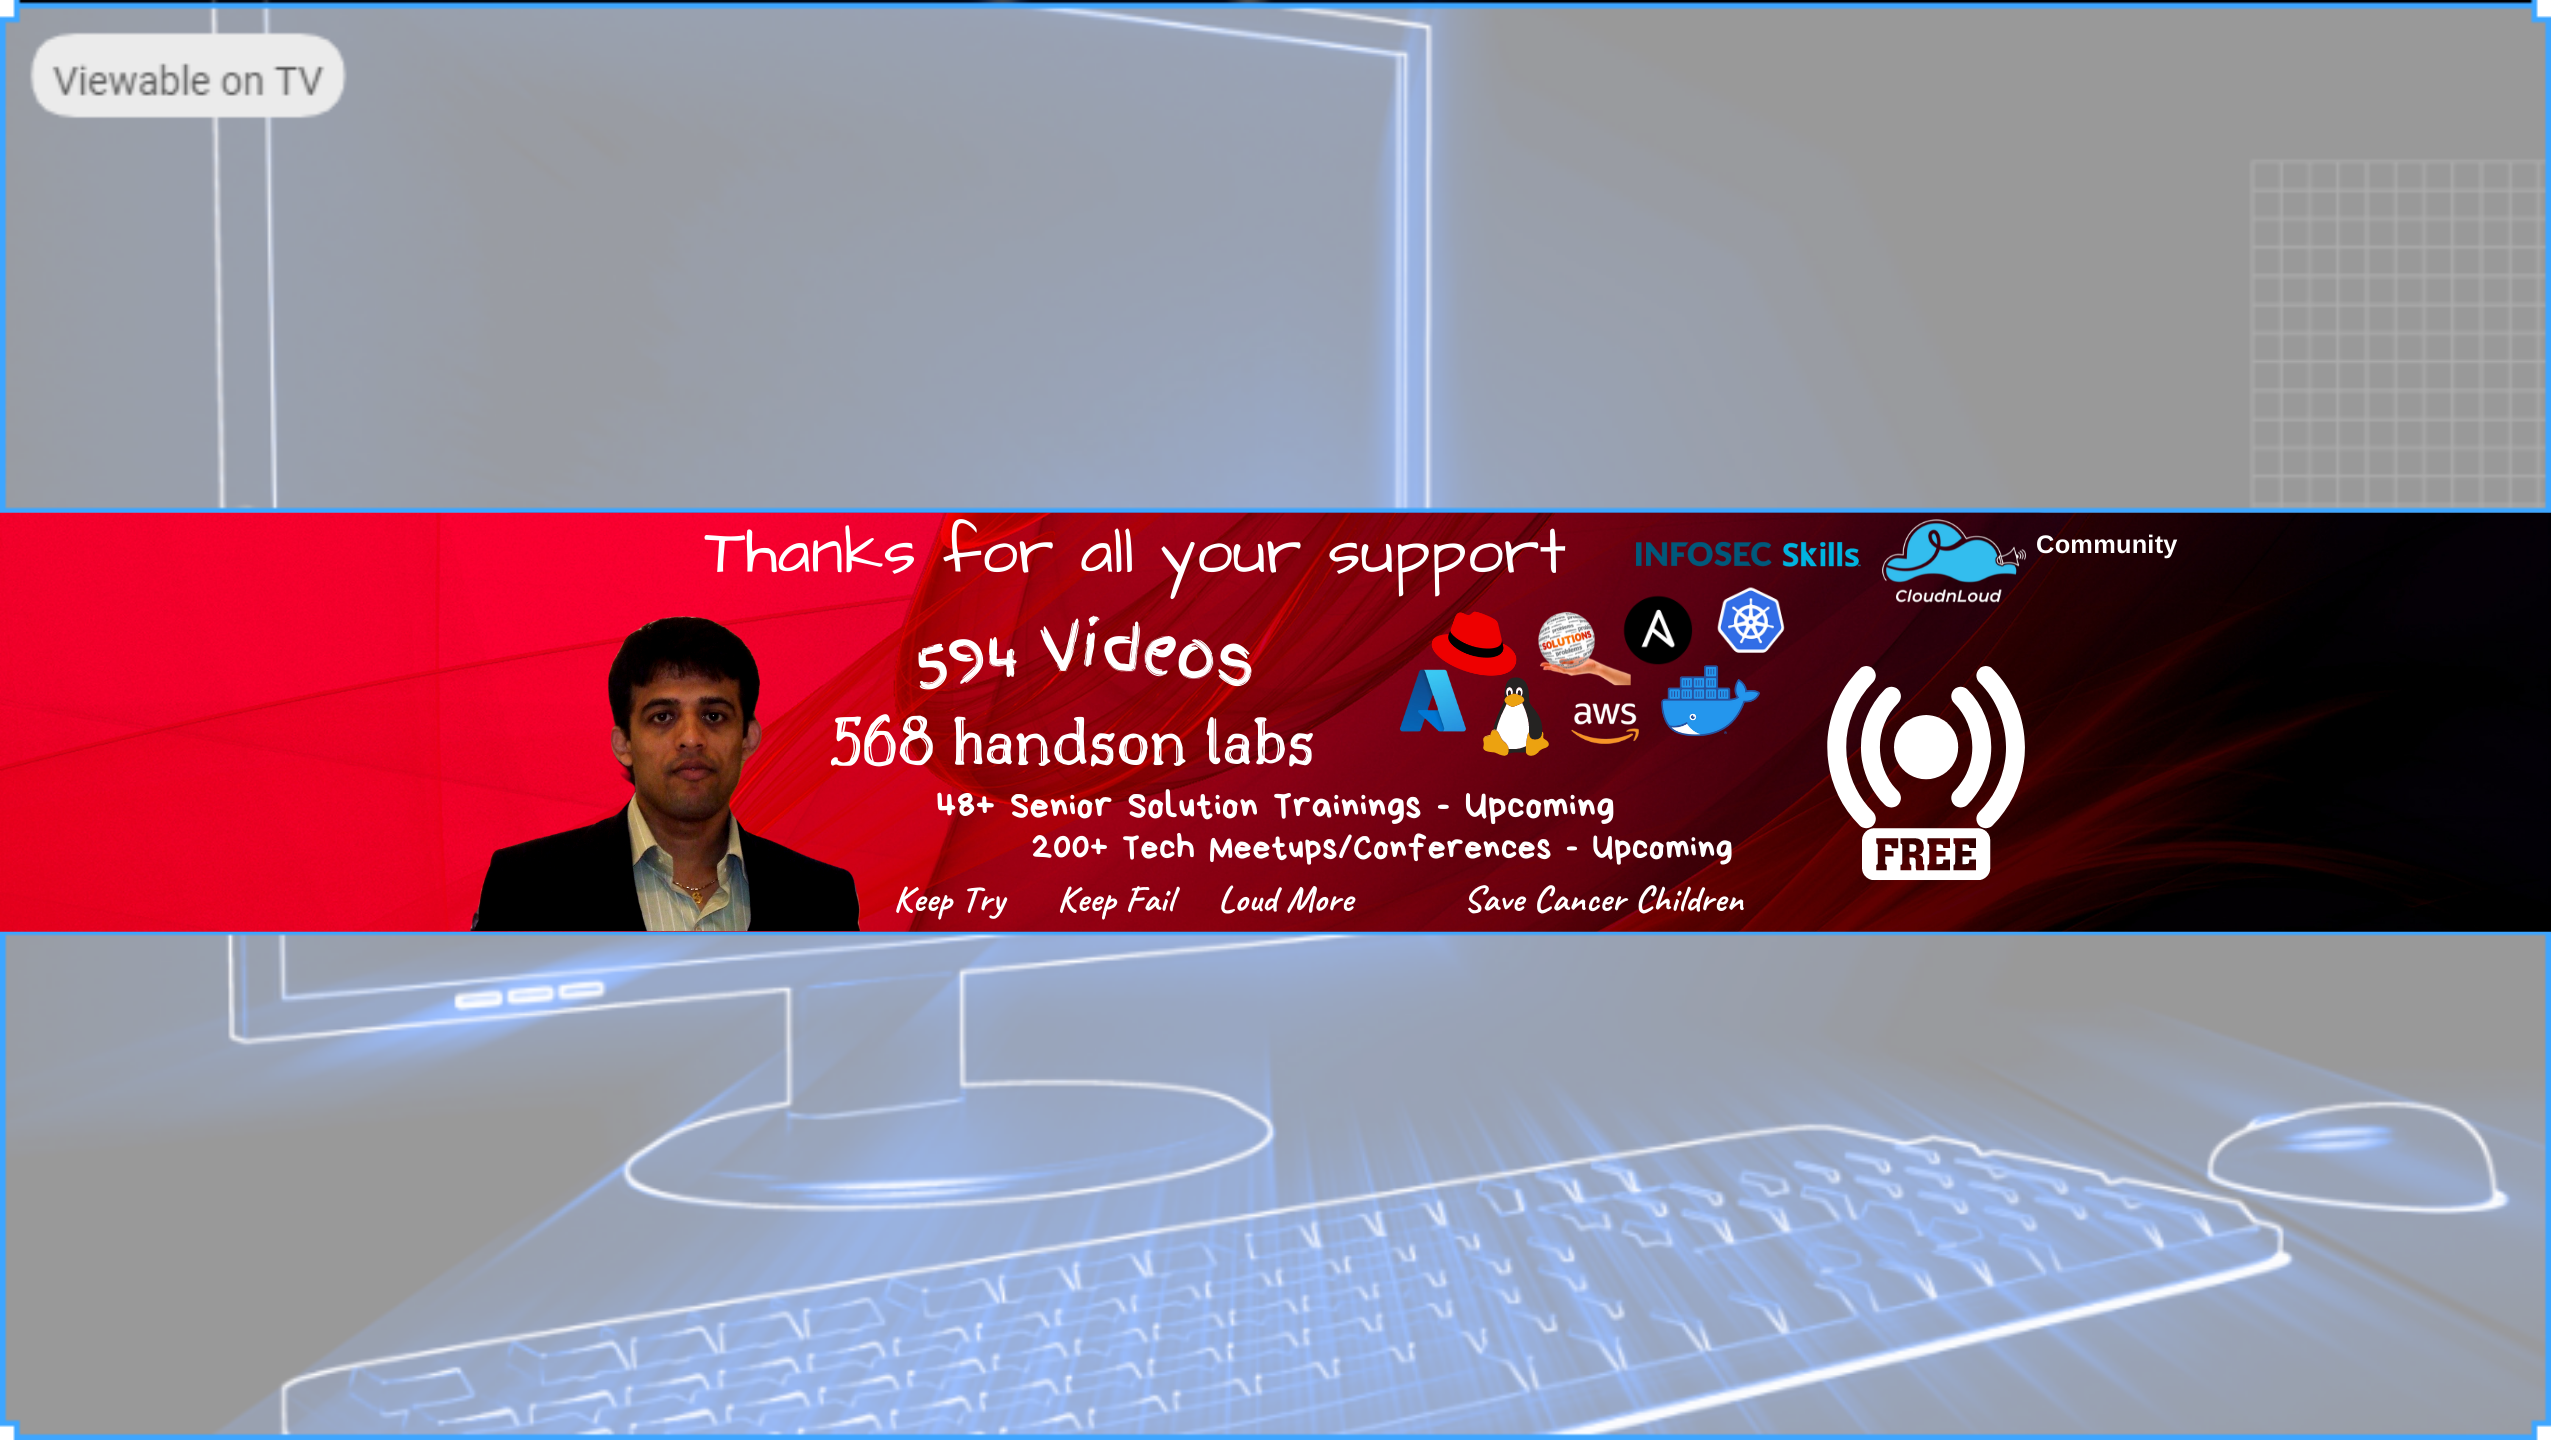 Viewable on TV
Thanks for all your support
INFOSEC Skills
CloudnLoud
Community
594 Videos
SOLUTIONS
problems
aws
568 handson labs
48+ Senior Solution Trainings - Upcoming
200+ Tech Meetups/Conferences - Upcoming
FREE
Keep Try Keep Fail Loud More Save Cancer Children